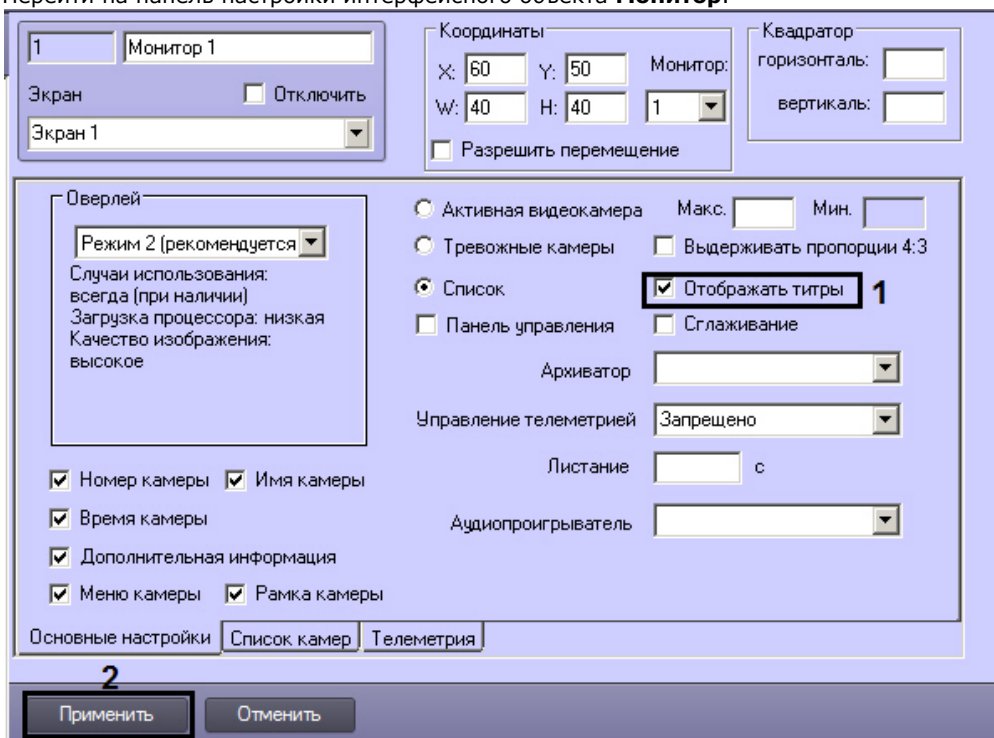 Перейти на панель настройки интерфейсного объекта Монитор.
1 Монитор 1
Экран Отключить
Экран 1
Координаты
X: 60 Y: 50 Монитор:
W: 40 H: 40 1
Разрешить перемещение
Квадратор
горизонталь:
вертикаль:
Оверлей
Режим 2 (рекомендуется
Случаи использования:
всегда (при наличии)
Загрузка процессора: низкая
Качество изображения:
высокое
Активная видеокамера Макс. Мин.
Тревожные камеры Выдерживать пропорции 4:3
Список Отображать титры 1
Панель управления Сглаживание
Архиватор
Управление телеметрией Запрещено
Листание с
Аудиопроигрыватель
Номер камеры Имя камеры
Время камеры
Дополнительная информация
Меню камеры Рамка камеры
Основные настройки Список камер Телеметрия
2
Применить Отменить